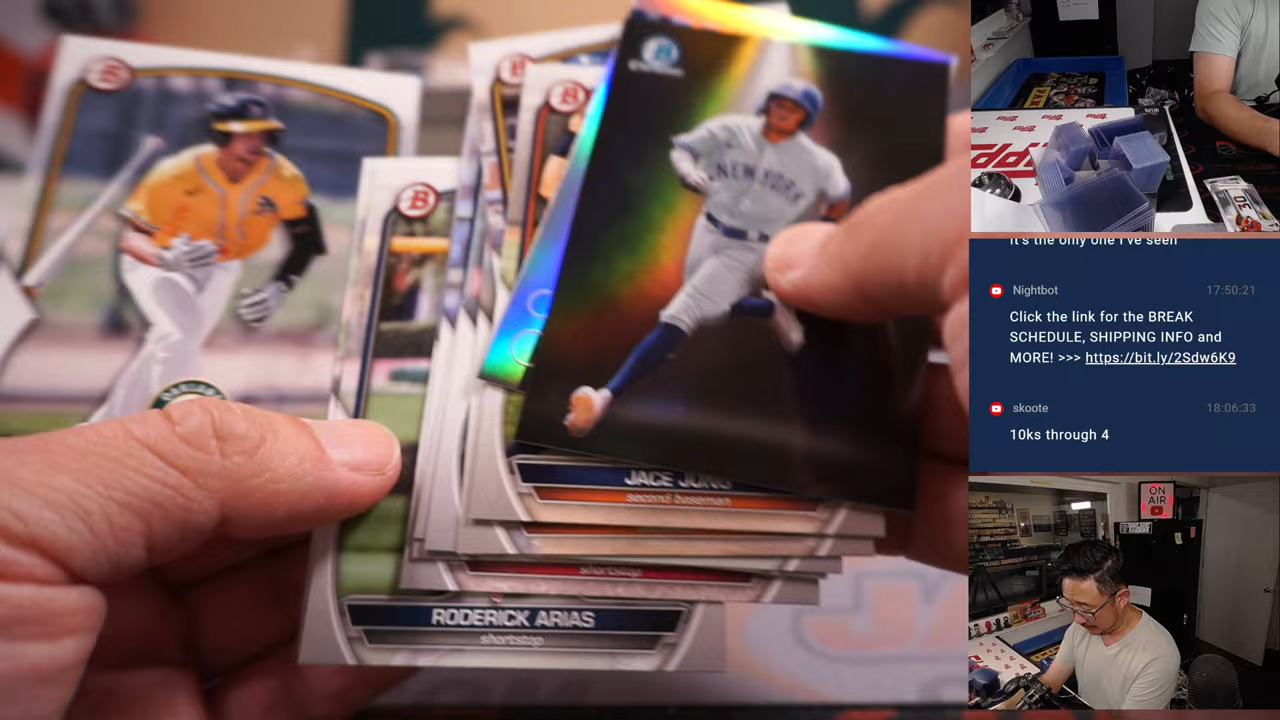 NEW YORK
JACE JUNG
second baseman
shortstop
RODERICK ARIAS
shortstop
It's the only one I've seen
Nightbot
17:50:21
Click the link for the BREAK
SCHEDULE, SHIPPING INFO and
MORE! >>> https://bit.ly/2Sdw6K9
skoote
18:06:33
10ks through 4
ON
AIR